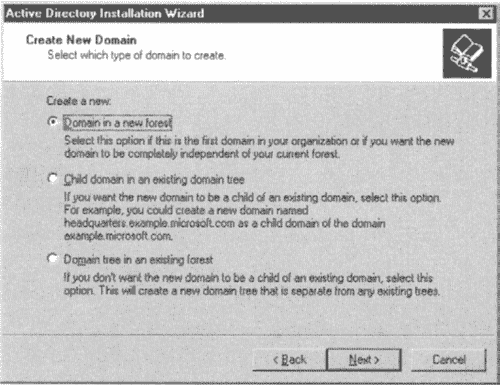 Active Directory Installation Wizard
Create New Domain
Select which type of domain to create.
Create a new:
Domain in a new forest
Select this option if this is the first domain in your organization or if you want the new
domain to be completely independent of your current forest.
Child domain in an existing domain tree
If you want the new domain to be a child of an existing domain, select this option.
For example, you could create a new domain named
headquarters.example.microsoft.com as a child domain of the domain
example.microsoft.com.
Domain tree in an existing forest
If you don't want the new domain to be a child of an existing domain, select this
option. This will create a new domain tree that is separate from any existing trees.
< Back
Next >
Cancel